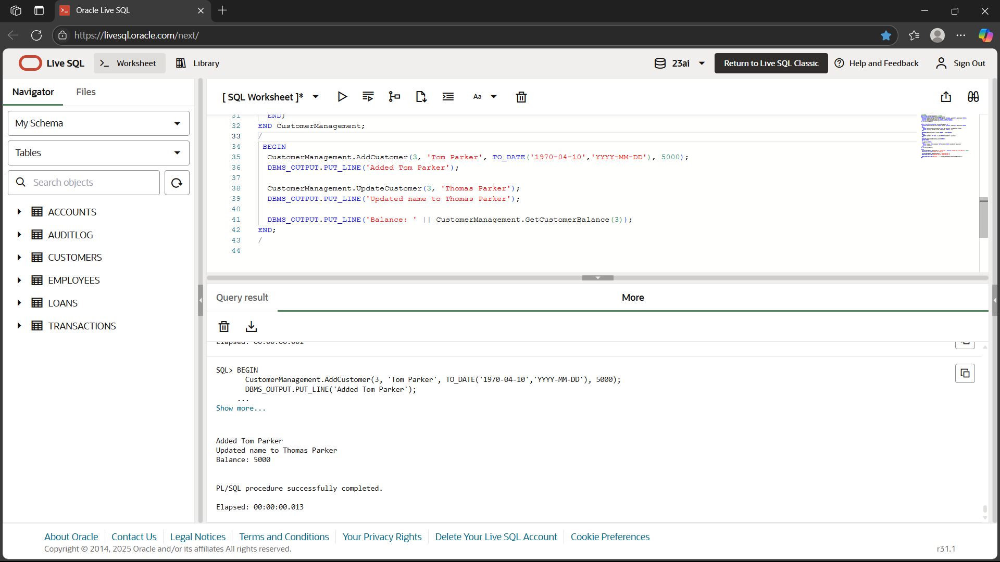 Oracle Live SQL
https://livesql.oracle.com/next/
Live SQL
>_ Worksheet
Library
23ai
Return to Live SQL Classic
Help and Feedback
Sign Out
Navigator
Files
[ SQL Worksheet ]*
Aa
My Schema
Tables
Search objects
ACCOUNTS
AUDITLOG
CUSTOMERS
EMPLOYEES
LOANS
TRANSACTIONS
31 END;
32 END CustomerManagement;
33 /
34 BEGIN
35 CustomerManagement.AddCustomer(3, 'Tom Parker', TO_DATE('1970-04-10','YYYY-MM-DD'), 5000);
36 DBMS_OUTPUT.PUT_LINE('Added Tom Parker');
37
38 CustomerManagement.UpdateCustomer(3, 'Thomas Parker');
39 DBMS_OUTPUT.PUT_LINE('Updated name to Thomas Parker');
40
41 DBMS_OUTPUT.PUT_LINE('Balance: ' || CustomerManagement.GetCustomerBalance(3));
42 END;
43 /
44
Query result
More
Elapsed: 00:00:00.001
SQL> BEGIN
CustomerManagement.AddCustomer(3, 'Tom Parker', TO_DATE('1970-04-10','YYYY-MM-DD'), 5000);
DBMS_OUTPUT.PUT_LINE('Added Tom Parker');
...
Show more...
Added Tom Parker
Updated name to Thomas Parker
Balance: 5000
PL/SQL procedure successfully completed.
Elapsed: 00:00:00.013
About Oracle
Contact Us
Legal Notices
Terms and Conditions
Your Privacy Rights
Delete Your Live SQL Account
Cookie Preferences
Copyright © 2014, 2025 Oracle and/or its affiliates All rights reserved.
r31.1